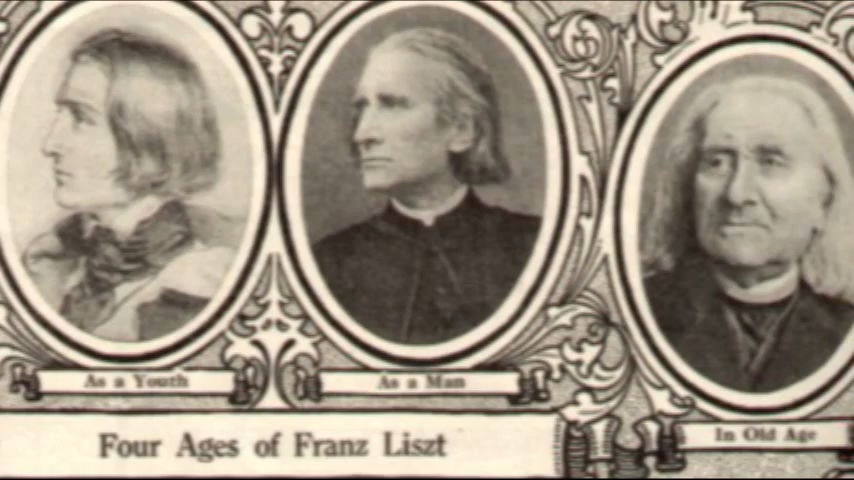 As a Youth
As a Man
In Old Age
Four Ages of Franz Liszt